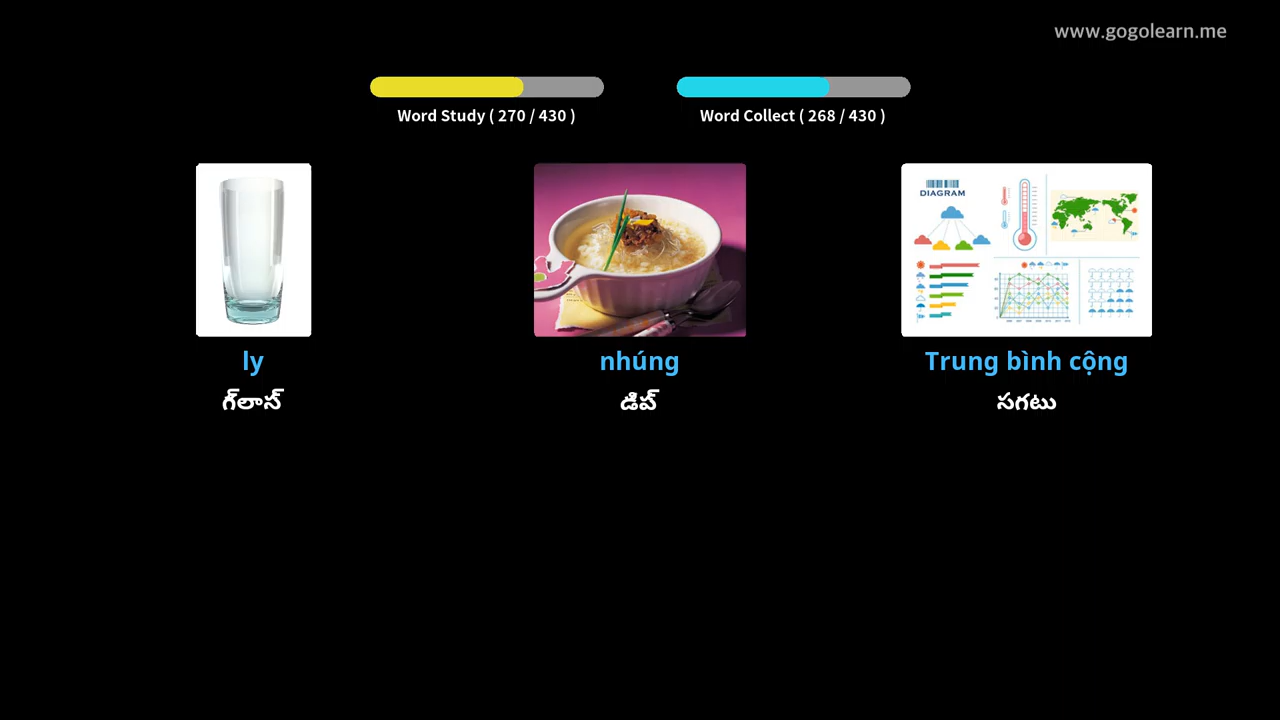 www.gogolearn.me
Word Study ( 270 / 430 )
Word Collect ( 268 / 430 )
DIAGRAM
ly
nhúng
Trung bình cộng
గ్‌లాస్
డిప్
సగటు